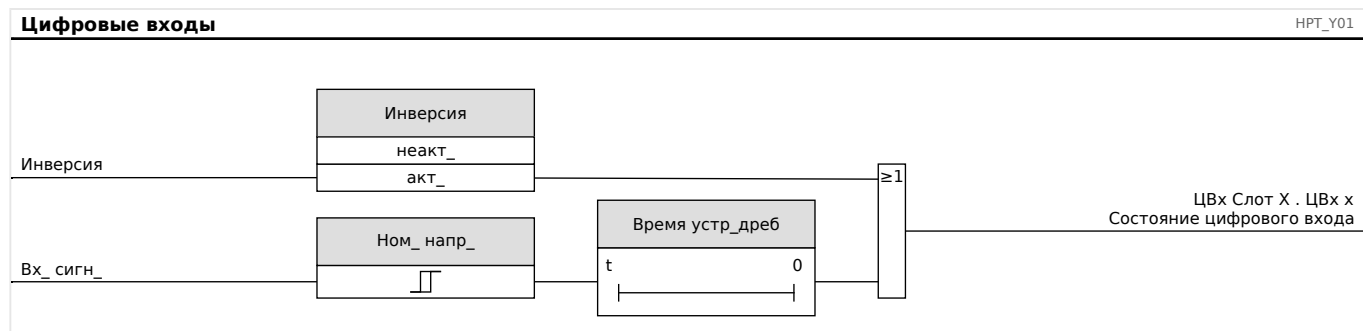 Цифровые входы
HPT_Y01
Инверсия
неакт_
Инверсия
акт_
≥1
ЦВх Слот X . ЦВх x
Состояние цифрового входа
Время устр_дреб
Ном_ напр_
t 0
Вх_ сигн_